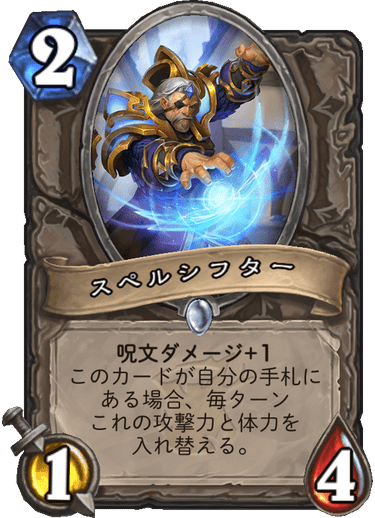 2
スペルシフター
呪文ダメージ+1
このカードが自分の手札に
ある場合、毎ターン
これの攻撃力と体力を
入れ替える。
1
4